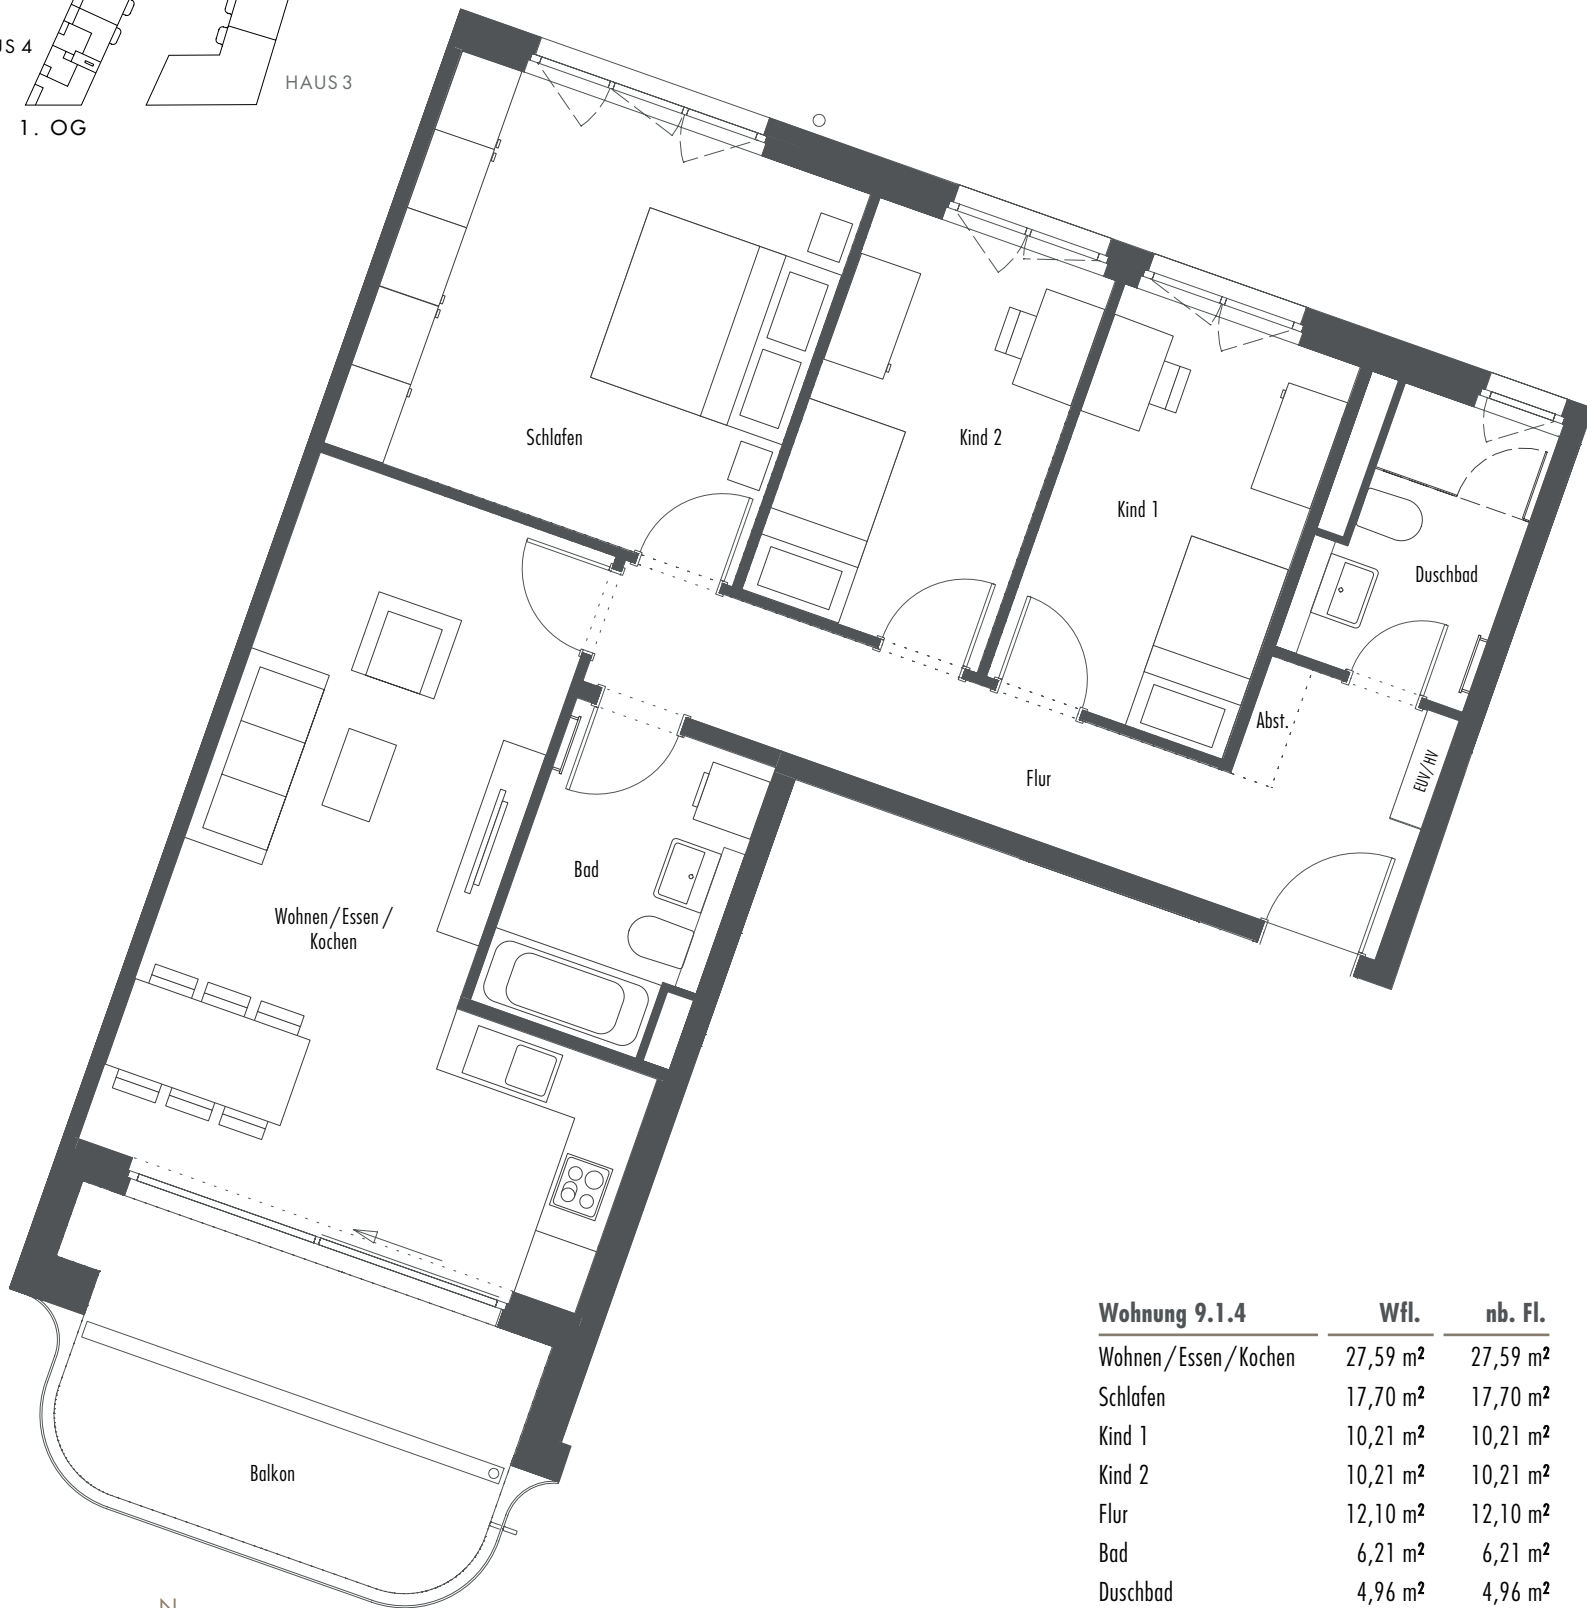 HAUS 3
1. OG
Schlafen
Kind 2
Kind 1
Duschbad
Abst.
EUV/HV
Flur
Bad
Wohnen/Essen/
Kochen
Balkon
N
Wohnung 9.1.4 Wfl. nb. Fl.
Wohnen/Essen/Kochen 27,59 m² 27,59 m²
Schlafen 17,70 m² 17,70 m²
Kind 1 10,21 m² 10,21 m²
Kind 2 10,21 m² 10,21 m²
Flur 12,10 m² 12,10 m²
Bad 6,21 m² 6,21 m²
Duschbad 4,96 m² 4,96 m²